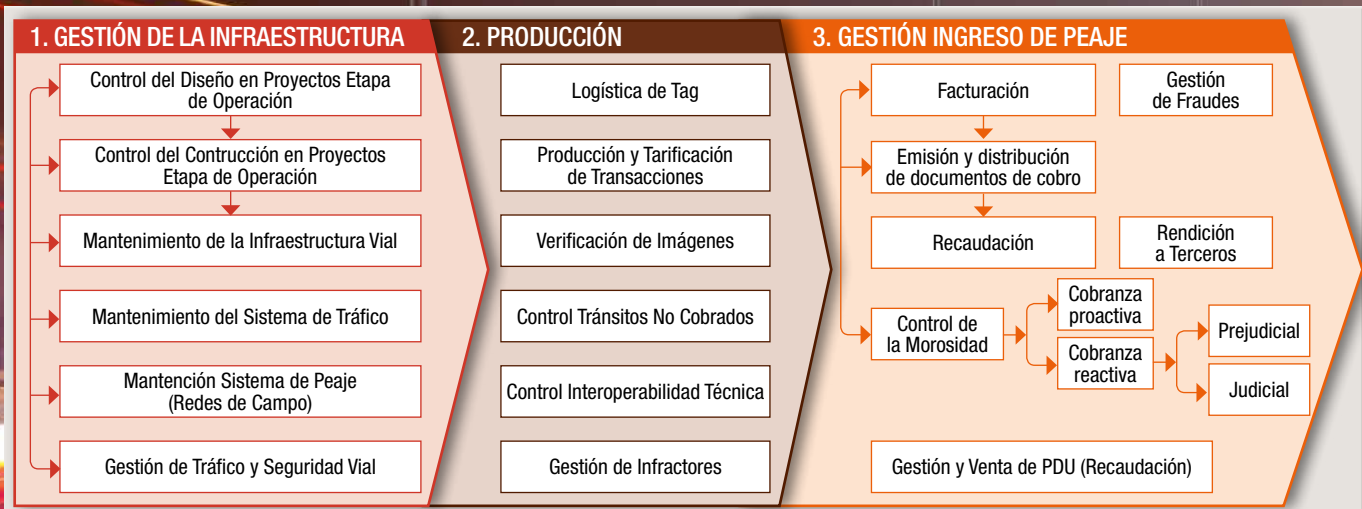 1. GESTIÓN DE LA INFRAESTRUCTURA
Control del Diseño en Proyectos Etapa
de Operación
Control del Contrucción en Proyectos
Etapa de Operación
Mantenimiento de la Infraestructura Vial
Mantenimiento del Sistema de Tráfico
Mantención Sistema de Peaje
(Redes de Campo)
Gestión de Tráfico y Seguridad Vial
2. PRODUCCIÓN
Logística de Tag
Producción y Tarificación
de Transacciones
Verificación de Imágenes
Control Tránsitos No Cobrados
Control Interoperabilidad Técnica
Gestión de Infractores
3. GESTIÓN INGRESO DE PEAJE
Facturación
Gestión
de Fraudes
Emisión y distribución
de documentos de cobro
Recaudación
Rendición
a Terceros
Control de
la Morosidad
Cobranza
proactiva
Cobranza
reactiva
Prejudicial
Judicial
Gestión y Venta de PDU (Recaudación)